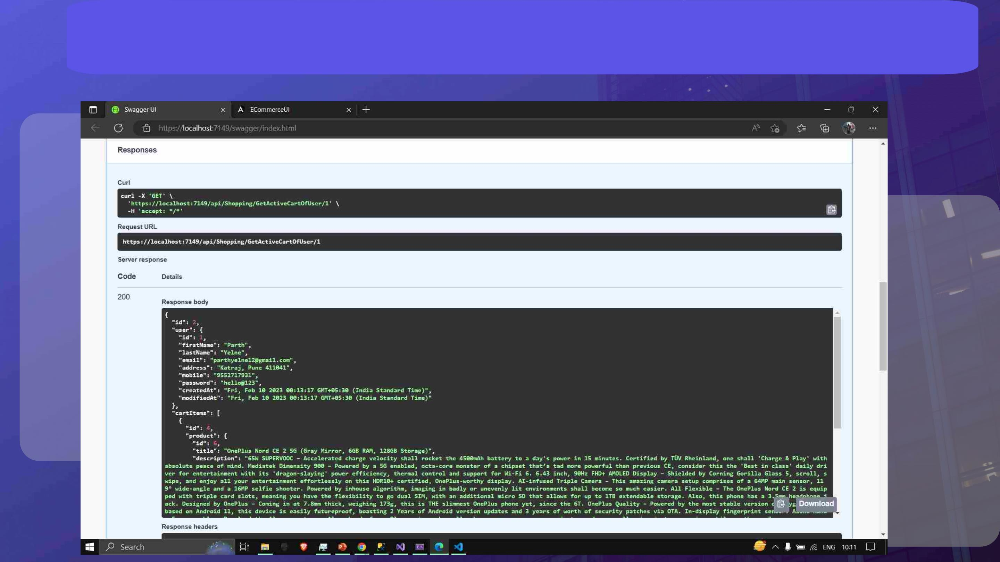 Swagger UI
ECommerceUI
https://localhost:7149/swagger/index.html
Responses
Curl
curl -X 'GET' \
'https://localhost:7149/api/Shopping/GetActiveCartOfUser/1' \
-H 'accept: */*'
Request URL
https://localhost:7149/api/Shopping/GetActiveCartOfUser/1
Server response
Code Details
200
Response body
{
"id": 2,
"user": {
"id": 1,
"firstName": "Parth",
"lastName": "Yelne",
"email": "parthyelne12@gmail.com",
"address": "Katraj, Pune 411041",
"mobile": "9552717931",
"password": "hello@123",
"createdAt": "Fri, Feb 10 2023 00:13:17 GMT+05:30 (India Standard Time)",
"modifiedAt": "Fri, Feb 10 2023 00:13:17 GMT+05:30 (India Standard Time)"
},
"cartItems": [
{
"id": 4,
"product": {
"id": 6,
"title": "OnePlus Nord CE 2 5G (Gray Mirror, 6GB RAM, 128GB Storage)",
"description": "65W SUPERVOOC – Accelerated charge velocity shall rocket the 4500mAh battery to a day's power in 15 minutes. Certified by TÜV Rheinland, one shall 'Charge & Play' with
absolute peace of mind. Mediatek Dimensity 900 – Powered by a 5G enabled, octa-core monster of a chipset that's tad more powerful than previous CE, consider this the 'Best in class' daily dri
ver for entertainment with its 'dragon-slaying' power efficiency, thermal control and support for Wi-Fi 6. 6.43 inch, 90Hz FHD+ AMOLED Display – Shielded by Corning Gorilla Glass 5, scroll, s
wipe, and enjoy all your entertainment effortlessly on this HDR10+ certified, OnePlus-worthy display. AI-infused Triple Camera – This amazing camera setup comprises of a 64MP main sensor, 11
9° wide-angle and a 16MP selfie shooter. Powered by inhouse algorithm, imaging in badly or unevenly lit environments shall become so much easier. All Flexible – The OnePlus Nord CE 2 is equip
ped with triple card slots, meaning you have the flexibility to go dual SIM, with an additional micro SD that allows for up to 1TB extendable storage. Also, this phone has a 3.5mm headphone j
ack. Designed by OnePlus – Coming in at 7.8mm thick, weighing 173g, this is THE slimmest OnePlus phone yet, since the 6T. OnePlus Quality – Powered by the most stable version
based on Android 11, this device is easily futureproof, boasting 2 Years of Android version updates and 3 years of worth of security patches via OTA. In-display fingerprint
Download
Response headers
Search
ENG 10:11